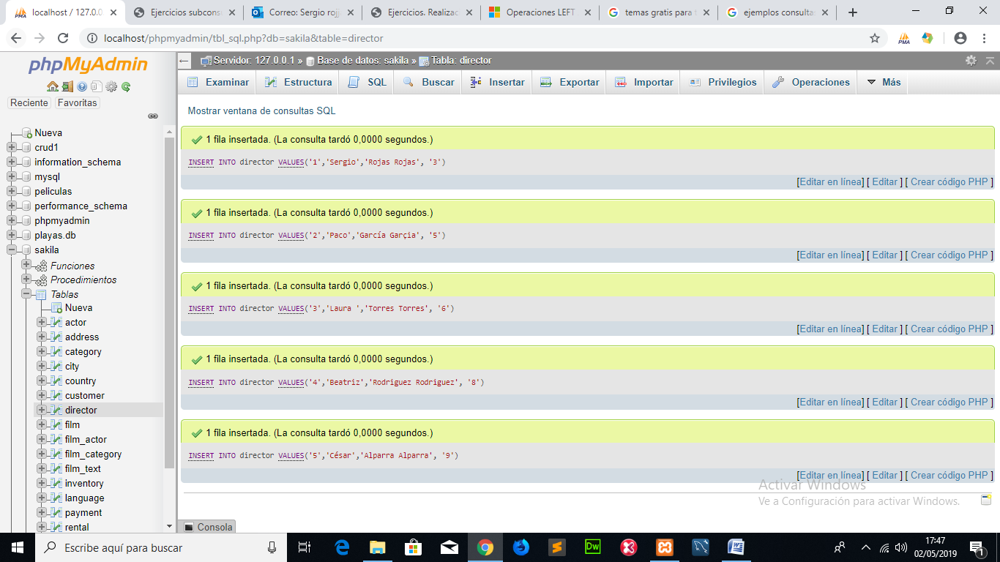 localhost / 127.0.0
Ejercicios subcons
Correo: Sergio roj
Ejercicios. Realizac
Operaciones LEFT
temas gratis para
ejemplos consulta
localhost/phpmyadmin/tbl_sql.php?db=sakila&table=director
PMA
phpMyAdmin
Reciente
Favoritas
Nueva
crud1
information_schema
mysql
peliculas
performance_schema
phpmyadmin
playas.db
sakila
Funciones
Procedimientos
Tablas
Nueva
actor
address
category
city
country
customer
director
film
film_actor
film_category
film_text
inventory
language
payment
rental
Servidor: 127.0.0.1 » Base de datos: sakila » Tabla: director
Examinar
Estructura
SQL
Buscar
Insertar
Exportar
Importar
Privilegios
Operaciones
Más
Mostrar ventana de consultas SQL
1 fila insertada. (La consulta tardó 0,0000 segundos.)
INSERT INTO director VALUES('1','Sergio','Rojas Rojas', '3')
[Editar en línea] [ Editar ] [ Crear código PHP ]
1 fila insertada. (La consulta tardó 0,0000 segundos.)
INSERT INTO director VALUES('2','Paco','García Garçia', '5')
[Editar en línea] [ Editar ] [ Crear código PHP ]
1 fila insertada. (La consulta tardó 0,0000 segundos.)
INSERT INTO director VALUES('3','Laura ','Torres Torres', '6')
[Editar en línea] [ Editar ] [ Crear código PHP ]
1 fila insertada. (La consulta tardó 0,0000 segundos.)
INSERT INTO director VALUES('4','Beatriz','Rodriguez Rodriguez', '8')
[Editar en línea] [ Editar ] [ Crear código PHP ]
1 fila insertada. (La consulta tardó 0,0000 segundos.)
INSERT INTO director VALUES('5','César','Alparra Alparra', '9')
[Editar en línea] [ Editar ] [ Crear código PHP ]
Activar Windows
Ve a Configuración para activar Windows.
Consola
Escribe aquí para buscar
Dw
17:47
02/05/2019
1